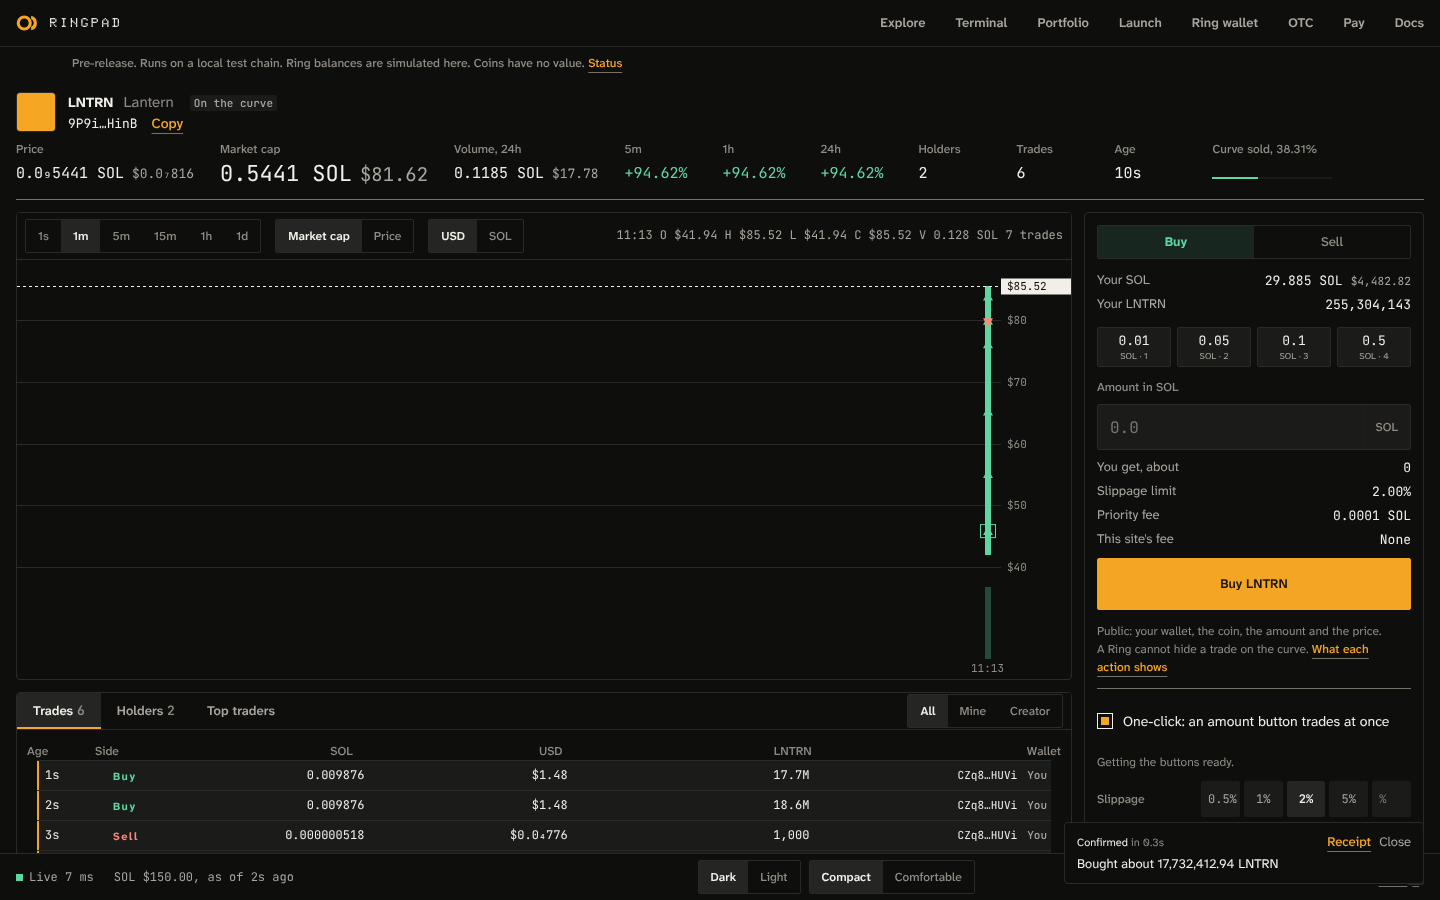 RINGPAD
Explore Terminal Portfolio Launch Ring wallet OTC Pay Docs
Pre-release. Runs on a local test chain. Ring balances are simulated here. Coins have no value. Status
LNTRN Lantern On the curve
9P9i…HinB Copy
Price Market cap Volume, 24h 5m 1h 24h Holders Trades Age Curve sold, 38.31%
0.0₉5441 SOL $0.0₇816 0.5441 SOL $81.62 0.1185 SOL $17.78 +94.62% +94.62% +94.62% 2 6 10s
1s 1m 5m 15m 1h 1d Market cap Price USD SOL 11:13 O $41.94 H $85.52 L $41.94 C $85.52 V 0.128 SOL 7 trades
$85.52
$80
$70
$60
$50
$40
11:13
Buy Sell
Your SOL 29.885 SOL $4,482.82
Your LNTRN 255,304,143
0.01 0.05 0.1 0.5
SOL · 1 SOL · 2 SOL · 3 SOL · 4
Amount in SOL
0.0 SOL
You get, about 0
Slippage limit 2.00%
Priority fee 0.0001 SOL
This site's fee None
Buy LNTRN
Public: your wallet, the coin, the amount and the price.
A Ring cannot hide a trade on the curve. What each
action shows
One-click: an amount button trades at once
Getting the buttons ready.
Slippage 0.5% 1% 2% 5% %
Trades 6 Holders 2 Top traders All Mine Creator
Age Side SOL USD LNTRN Wallet
1s Buy 0.009876 $1.48 17.7M CZq8…HUVi You
2s Buy 0.009876 $1.48 18.6M CZq8…HUVi You
3s Sell 0.000000518 $0.0₄776 1,000 CZq8…HUVi You
Confirmed in 0.3s Receipt Close
Bought about 17,732,412.94 LNTRN
Live 7 ms SOL $150.00, as of 2s ago Dark Light Compact Comfortable